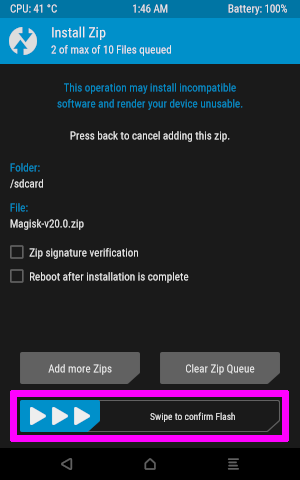 CPU: 41 °C 1:46 AM Battery: 100%
Install Zip
2 of max of 10 Files queued
This operation may install incompatible
software and render your device unusable.
Press back to cancel adding this zip.
Folder:
/sdcard
File:
Magisk-v20.0.zip
Zip signature verification
Reboot after installation is complete
Add more Zips Clear Zip Queue
Swipe to confirm Flash